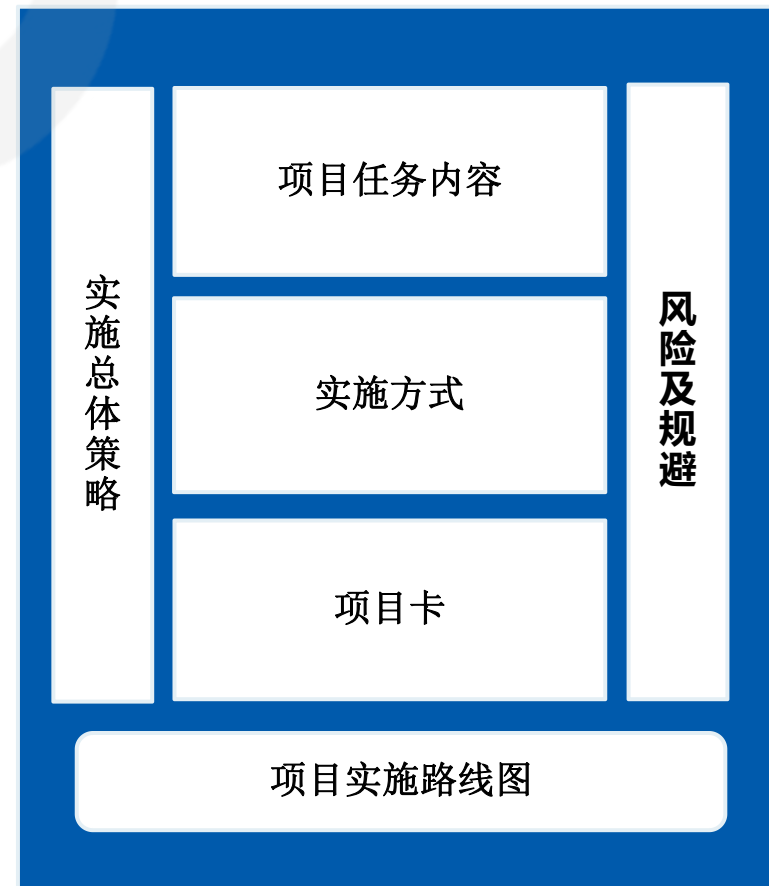 实施总体策略
项目任务内容
实施方式
项目卡
风险及规避
项目实施路线图